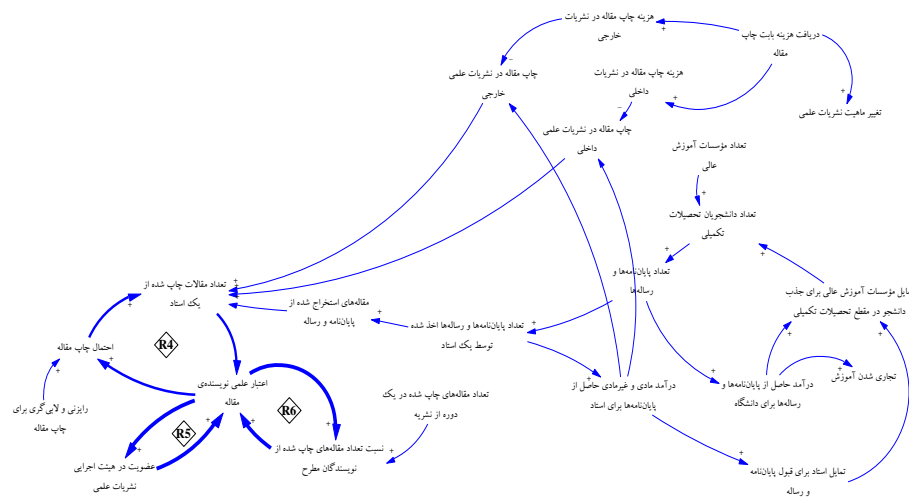 هزینه چاپ مقاله در نشریات
خارجی
دریافت هزینه بابت چاپ
مقاله
چاپ مقاله در نشریات علمی
خارجی
هزینه چاپ مقاله در نشریات
داخلی
تغییر ماهیت نشریات علمی
چاپ مقاله در نشریات علمی
داخلی
تعداد مؤسسات آموزش
عالی
تعداد دانشجویان تحصیلات
تکمیلی
تعداد پایان‌نامه‌ها و
رساله‌ها
تعداد مقالات چاپ شده از
یک استاد
مقاله‌های استخراج شده از
پایان‌نامه و رساله
تمایل مؤسسات آموزش عالی برای جذب
دانشجو در مقطع تحصیلات تکمیلی
تعداد پایان‌نامه‌ها و رساله‌ها اخذ شده
توسط یک استاد
احتمال چاپ مقاله
R4
اعتبار علمی نویسنده‌ی
مقاله
درآمد مادی و غیرمادی حاصل از
پایان‌نامه‌ها برای استاد
درآمد حاصل از پایان‌نامه‌ها و
رساله‌ها برای دانشگاه
تجاری شدن آموزش
رایزنی و لابی‌گری برای
چاپ مقاله
تعداد مقاله‌های چاپ شده در یک
دوره از نشریه
R6
R5
نسبت تعداد مقاله‌های چاپ شده از
نویسندگان مطرح
عضویت در هیئت اجرایی
نشریات علمی
تمایل استاد برای قبول پایان‌نامه
و رساله